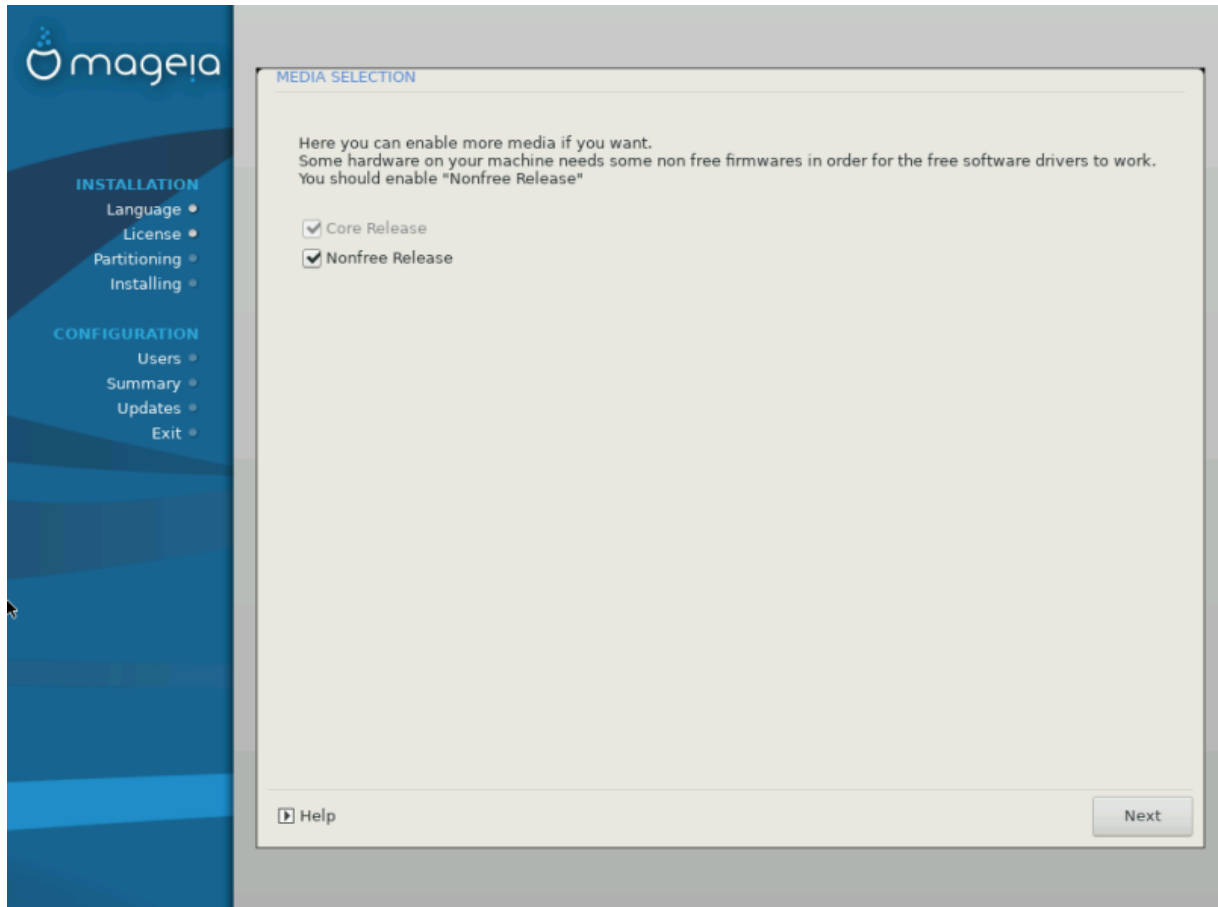 mageia
INSTALLATION
Language
License
Partitioning
Installing
CONFIGURATION
Users
Summary
Updates
Exit
MEDIA SELECTION
Here you can enable more media if you want.
Some hardware on your machine needs some non free firmwares in order for the free software drivers to work.
You should enable "Nonfree Release"
Core Release
Nonfree Release
Help
Next